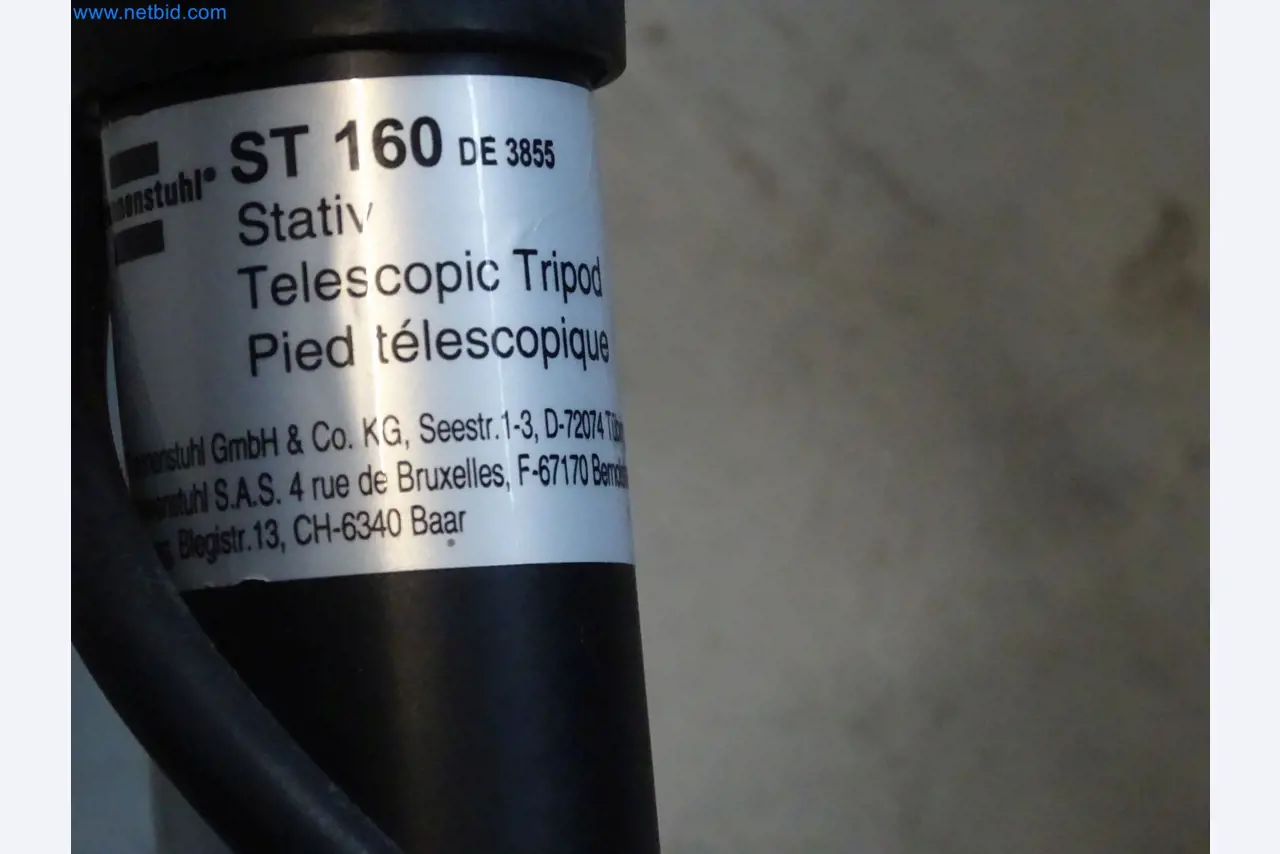 www.netbid.com
ST 160 DE 3855
Stativ
Telescopic Tripod
Pied télescopique
GmbH & Co. KG, Seestr.1-3, D-72074
S.A.S. 4 rue de Bruxelles, F-67170
Blegistr.13, CH-6340 Baar